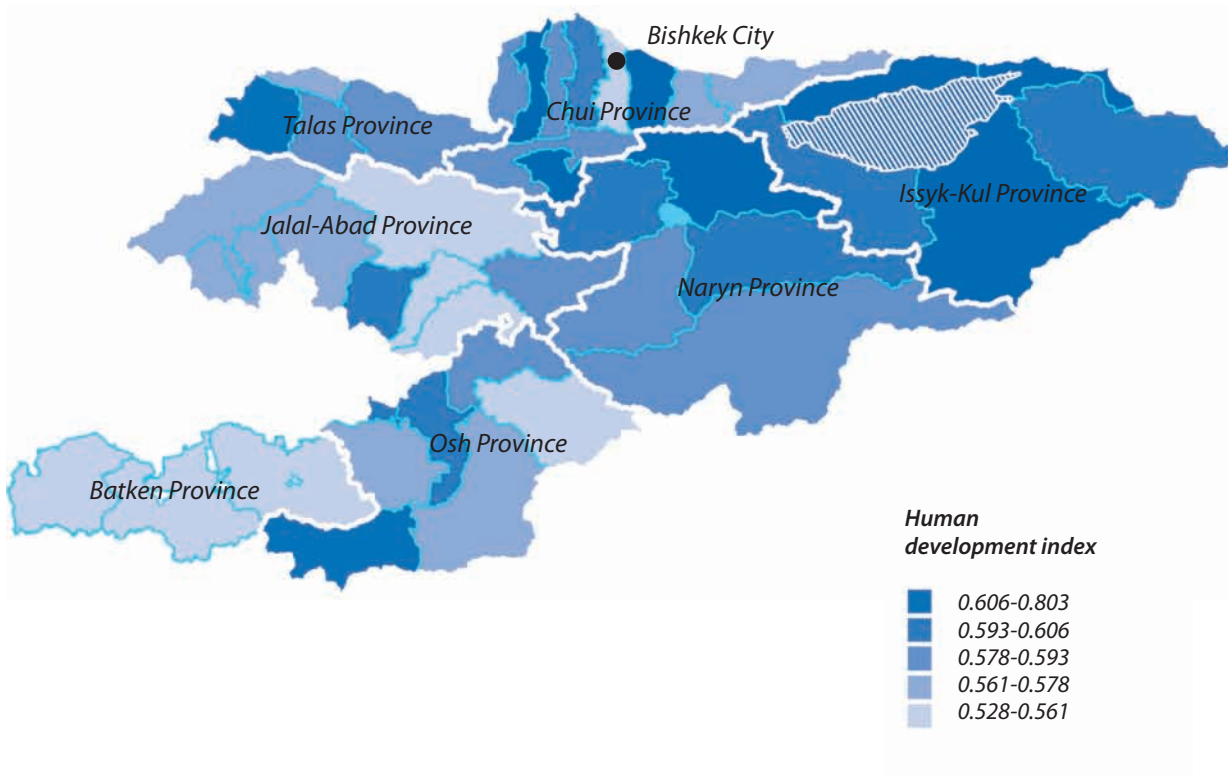 Bishkek City
Chui Province
Talas Province
Issyk-Kul Province
Jalal-Abad Province
Naryn Province
Osh Province
Batken Province
Human
development index
0.606-0.803
0.593-0.606
0.578-0.593
0.561-0.578
0.528-0.561